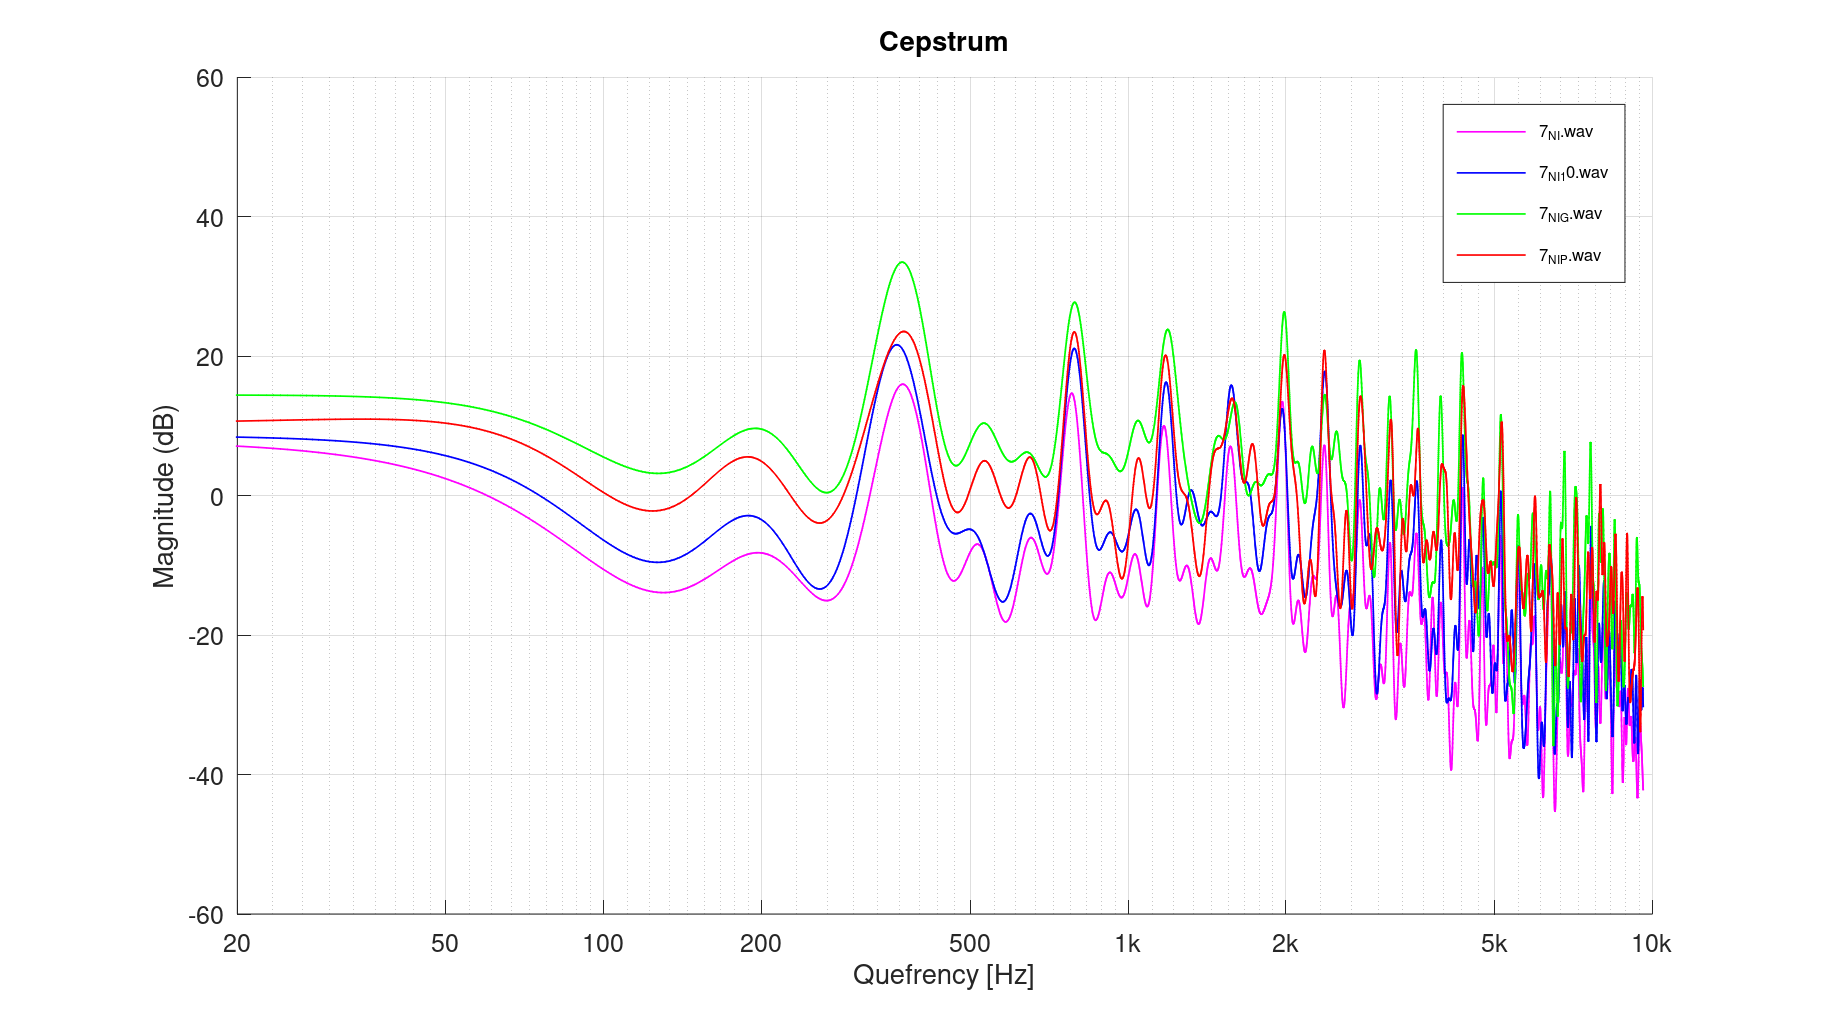 Cepstrum
60
40
20
0
-20
-40
-60
Magnitude (dB)
7NI.wav
7NI10.wav
7NIG.wav
7NIP.wav
20 50 100 200 500 1k 2k 5k 10k
Quefrency [Hz]